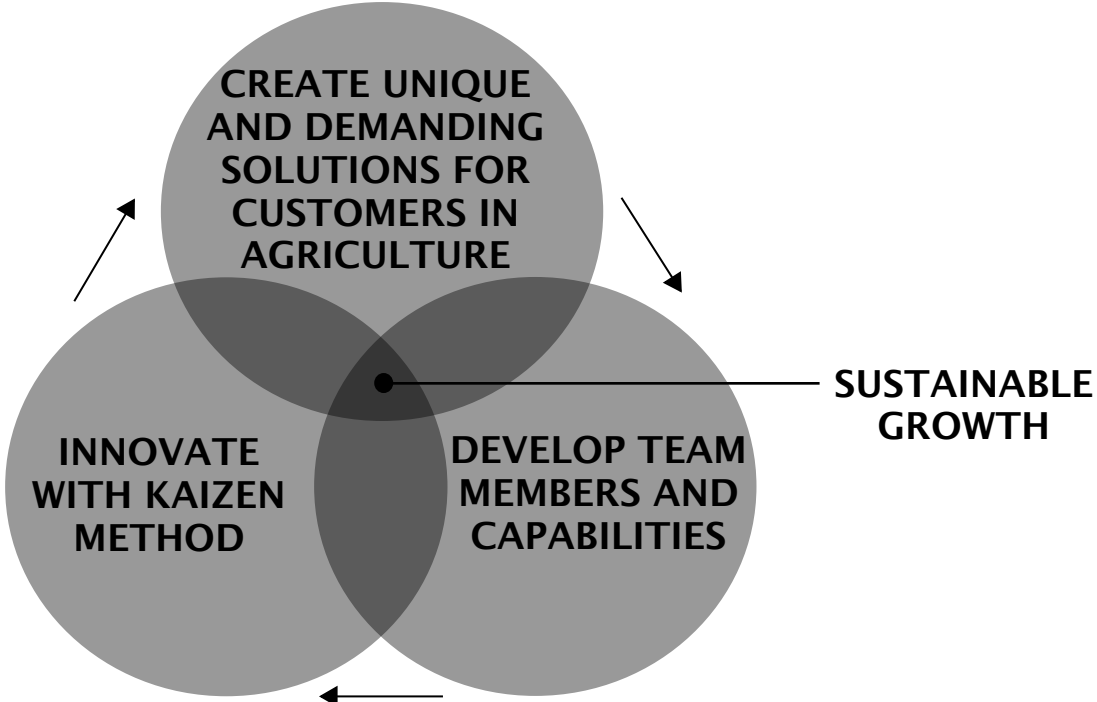 CREATE UNIQUE
AND DEMANDING
SOLUTIONS FOR
CUSTOMERS IN
AGRICULTURE
SUSTAINABLE
GROWTH
INNOVATE
WITH KAIZEN
METHOD
DEVELOP TEAM
MEMBERS AND
CAPABILITIES